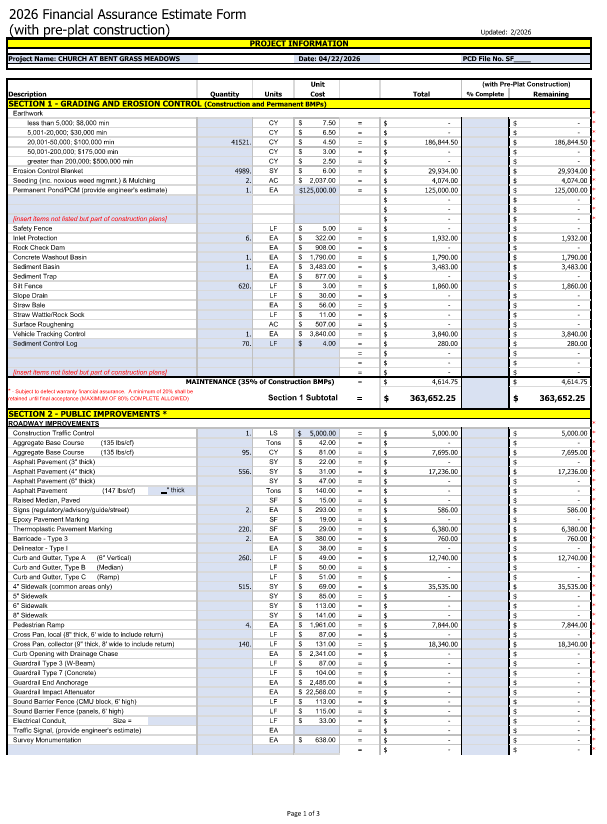 2026 Financial Assurance Estimate Form
(with pre-plat construction) Updated: 2/2026
PROJECT INFORMATION
Project Name: CHURCH AT BENT GRASS MEADOWS Date: 04/22/2026 PCD File No. SF____
Unit (with Pre-Plat Construction)
Description Quantity Units Cost Total % Complete Remaining
SECTION 1 - GRADING AND EROSION CONTROL (Construction and Permanent BMPs)
Earthwork
less than 5,000; $8,000 min CY $ 7.50 = $ - $ -
5,001-20,000; $30,000 min CY $ 6.50 = $ - $ -
20,001-50,000; $100,000 min 41521. CY $ 4.50 = $ 186,844.50 $ 186,844.50
50,001-200,000; $175,000 min CY $ 3.00 = $ - $ -
greater than 200,000; $500,000 min CY $ 2.50 = $ - $ -
Erosion Control Blanket 4989. SY $ 6.00 = $ 29,934.00 $ 29,934.00
Seeding (inc. noxious weed mgmnt.) & Mulching 2. AC $ 2,037.00 = $ 4,074.00 $ 4,074.00
Permanent Pond/PCM (provide engineer's estimate) 1. EA $125,000.00 = $ 125,000.00 $ 125,000.00
= $ - $ -
= $ - $ -
[insert items not listed but part of construction plans] = $ - $ -
Safety Fence LF $ 5.00 = $ - $ -
Inlet Protection 6. EA $ 322.00 = $ 1,932.00 $ 1,932.00
Rock Check Dam EA $ 908.00 = $ - $ -
Concrete Washout Basin 1. EA $ 1,790.00 = $ 1,790.00 $ 1,790.00
Sediment Basin 1. EA $ 3,483.00 = $ 3,483.00 $ 3,483.00
Sediment Trap EA $ 877.00 = $ - $ -
Silt Fence 620. LF $ 3.00 = $ 1,860.00 $ 1,860.00
Slope Drain LF $ 30.00 = $ - $ -
Straw Bale EA $ 56.00 = $ - $ -
Straw Wattle/Rock Sock LF $ 11.00 = $ - $ -
Surface Roughening AC $ 507.00 = $ - $ -
Vehicle Tracking Control 1. EA $ 3,840.00 = $ 3,840.00 $ 3,840.00
Sediment Control Log 70. LF $ 4.00 = $ 280.00 $ 280.00
= $ - $ -
= $ - $ -
[insert items not listed but part of construction plans] = $ - $ -
MAINTENANCE (35% of Construction BMPs) = $ 4,614.75 $ 4,614.75
* - Subject to defect warranty financial assurance. A minimum of 20% shall be
retained until final acceptance (MAXIMUM OF 80% COMPLETE ALLOWED) Section 1 Subtotal = $ 363,652.25 $ 363,652.25
SECTION 2 - PUBLIC IMPROVEMENTS *
ROADWAY IMPROVEMENTS
Construction Traffic Control 1. LS $ 5,000.00 = $ 5,000.00 $ 5,000.00
Aggregate Base Course (135 lbs/cf) Tons $ 42.00 = $ - $ -
Aggregate Base Course (135 lbs/cf) 95. CY $ 81.00 = $ 7,695.00 $ 7,695.00
Asphalt Pavement (3" thick) SY $ 22.00 = $ - $ -
Asphalt Pavement (4" thick) 556. SY $ 31.00 = $ 17,236.00 $ 17,236.00
Asphalt Pavement (6" thick) SY $ 47.00 = $ - $ -
Asphalt Pavement (147 lbs/cf) __" thick Tons $ 140.00 = $ - $ -
Raised Median, Paved SF $ 15.00 = $ - $ -
Signs (regulatory/advisory/guide/street) 2. EA $ 293.00 = $ 586.00 $ 586.00
Epoxy Pavement Marking SF $ 19.00 = $ - $ -
Thermoplastic Pavement Marking 220. SF $ 29.00 = $ 6,380.00 $ 6,380.00
Barricade - Type 3 2. EA $ 380.00 = $ 760.00 $ 760.00
Delineator - Type I EA $ 38.00 = $ - $ -
Curb and Gutter, Type A (6" Vertical) 260. LF $ 49.00 = $ 12,740.00 $ 12,740.00
Curb and Gutter, Type B (Median) LF $ 50.00 = $ - $ -
Curb and Gutter, Type C (Ramp) LF $ 51.00 = $ - $ -
4" Sidewalk (common areas only) 515. SY $ 69.00 = $ 35,535.00 $ 35,535.00
5" Sidewalk SY $ 85.00 = $ - $ -
6" Sidewalk SY $ 113.00 = $ - $ -
8" Sidewalk SY $ 141.00 = $ - $ -
Pedestrian Ramp 4. EA $ 1,961.00 = $ 7,844.00 $ 7,844.00
Cross Pan, local (8" thick, 6' wide to include return) LF $ 87.00 = $ - $ -
Cross Pan, collector (9" thick, 8' wide to include return) 140. LF $ 131.00 = $ 18,340.00 $ 18,340.00
Curb Opening with Drainage Chase EA $ 2,341.00 = $ - $ -
Guardrail Type 3 (W-Beam) LF $ 87.00 = $ - $ -
Guardrail Type 7 (Concrete) LF $ 104.00 = $ - $ -
Guardrail End Anchorage EA $ 2,485.00 = $ - $ -
Guardrail Impact Attenuator EA $ 22,568.00 = $ - $ -
Sound Barrier Fence (CMU block, 6' high) LF $ 113.00 = $ - $ -
Sound Barrier Fence (panels, 6' high) LF $ 115.00 = $ - $ -
Electrical Conduit, Size = LF $ 33.00 = $ - $ -
Traffic Signal, (provide engineer's estimate) EA = $ - $ -
Survey Monumentation EA $ 638.00 = $ - $ -
= $ - $ -
Page 1 of 3